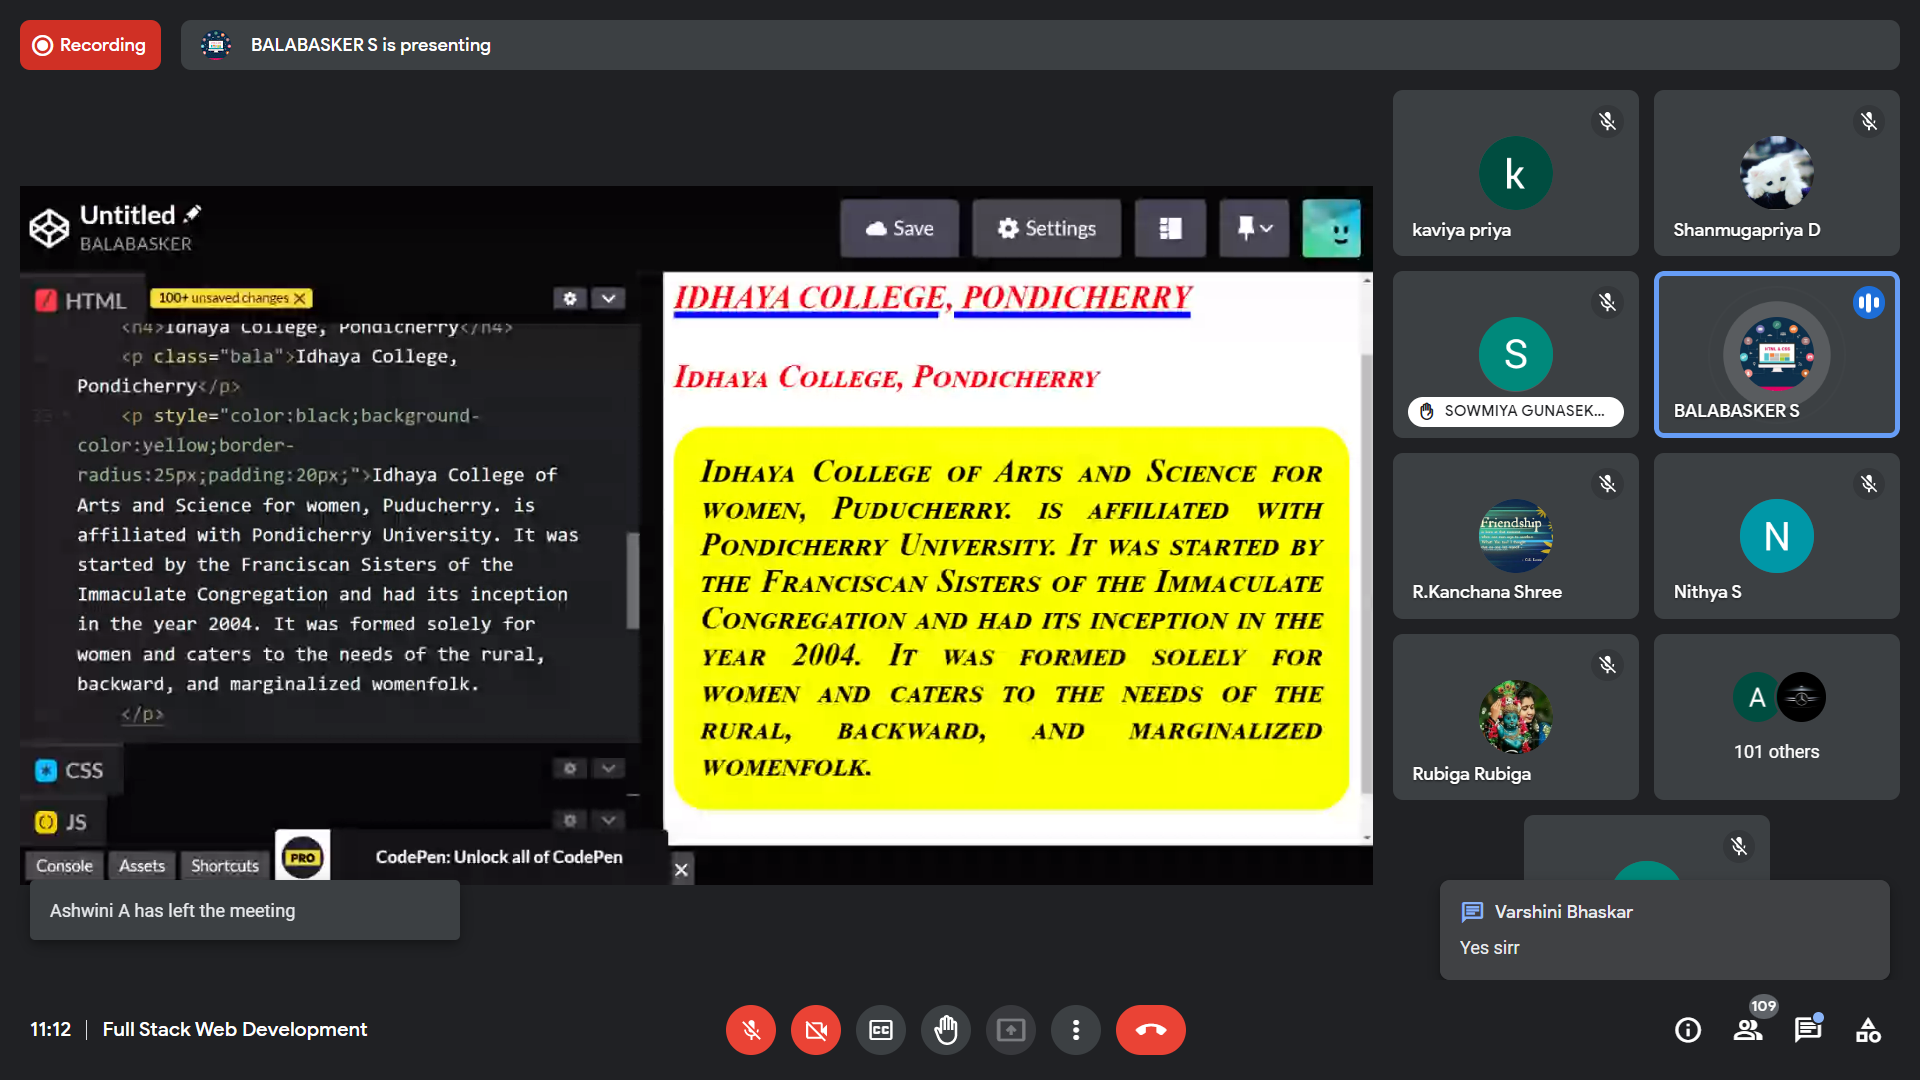 Recording
BALABASKER S is presenting
Untitled
BALABASKER
Save
Settings
HTML
100+ unsaved changes X
<h4>Idhaya College, Pondicherry</h4>
<p class="bala">Idhaya College,
Pondicherry</p>
<p style="color:black;background-
color:yellow;border-
radius:25px;padding:20px;">Idhaya College of
Arts and Science for women, Puducherry. is
affiliated with Pondicherry University. It was
started by the Franciscan Sisters of the
Immaculate Congregation and had its inception
in the year 2004. It was formed solely for
women and caters to the needs of the rural,
backward, and marginalized womenfolk.
</p>
CSS
JS
Console
Assets
Shortcuts
PRO
CodePen: Unlock all of CodePen
IDHAYA COLLEGE, PONDICHERRY
IDHAYA COLLEGE, PONDICHERRY
IDHAYA COLLEGE OF ARTS AND SCIENCE FOR
WOMEN, PUDUCHERRY. IS AFFILIATED WITH
PONDICHERRY UNIVERSITY. IT WAS STARTED BY
THE FRANCISCAN SISTERS OF THE IMMACULATE
CONGREGATION AND HAD ITS INCEPTION IN THE
YEAR 2004. IT WAS FORMED SOLELY FOR
WOMEN AND CATERS TO THE NEEDS OF THE
RURAL, BACKWARD, AND MARGINALIZED
WOMENFOLK.
k
kaviya priya
Shanmugapriya D
S
SOWMIYA GUNASEK...
HTML & CSS
BALABASKER S
Friendship
R.Kanchana Shree
N
Nithya S
Rubiga Rubiga
A
101 others
Ashwini A has left the meeting
Varshini Bhaskar
Yes sirr
11:12
Full Stack Web Development
CC
109